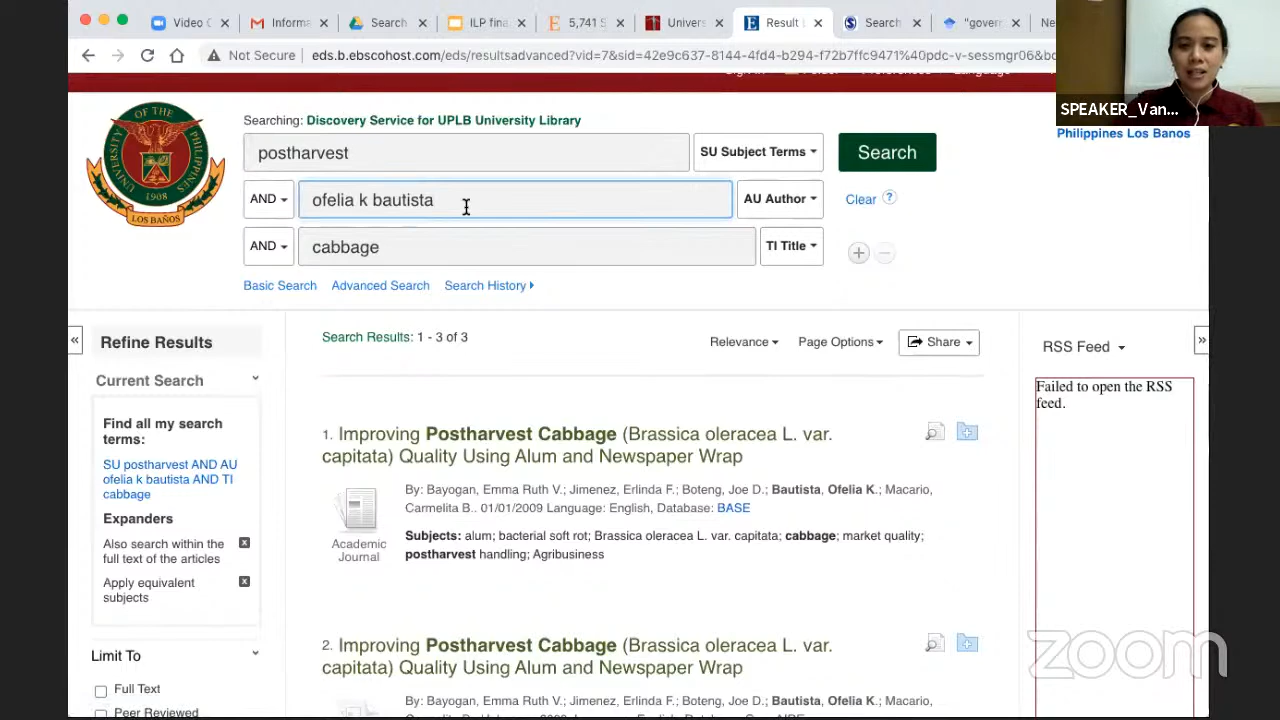 Video C
M Informa
Search
ILP fina
5,741 S
Univers
Result L
Search
"gover
Ne
Not Secure
eds.b.ebscohost.com/eds/resultsadvanced?vid=7&sid=42e9c637-8144-4fd4-b294-f72b7ffc9471%40pdc-v-sessmgr06&bd
SPEAKER_Van...
UNIVERSITY OF THE PHILIPPINES
1908
LOS BAÑOS
Searching: Discovery Service for UPLB University Library
Philippines Los Banos
postharvest
SU Subject Terms
Search
AND
ofelia k bautista
AU Author
Clear
?
AND
cabbage
TI Title
Basic Search
Advanced Search
Search History
«
Refine Results
Search Results: 1 - 3 of 3
Relevance
Page Options
Share
RSS Feed
»
Current Search
Find all my search
terms:
SU postharvest AND AU
ofelia k bautista AND TI
cabbage
Expanders
Also search within the
full text of the articles
Apply equivalent
subjects
Limit To
Full Text
Peer Reviewed
1. Improving Postharvest Cabbage (Brassica oleracea L. var.
capitata) Quality Using Alum and Newspaper Wrap
By: Bayogan, Emma Ruth V.; Jimenez, Erlinda F.; Boteng, Joe D.; Bautista, Ofelia K.; Macario,
Carmelita B.. 01/01/2009 Language: English, Database: BASE
Academic
Journal
Subjects: alum; bacterial soft rot; Brassica oleracea L. var. capitata; cabbage; market quality;
postharvest handling; Agribusiness
2. Improving Postharvest Cabbage (Brassica oleracea L. var.
capitata) Quality Using Alum and Newspaper Wrap
By: Bayogan, Emma Ruth V.; Jimenez, Erlinda F.; Boteng, Joe D.; Bautista, Ofelia K.; Macario,
Failed to open the RSS
feed.
zoom